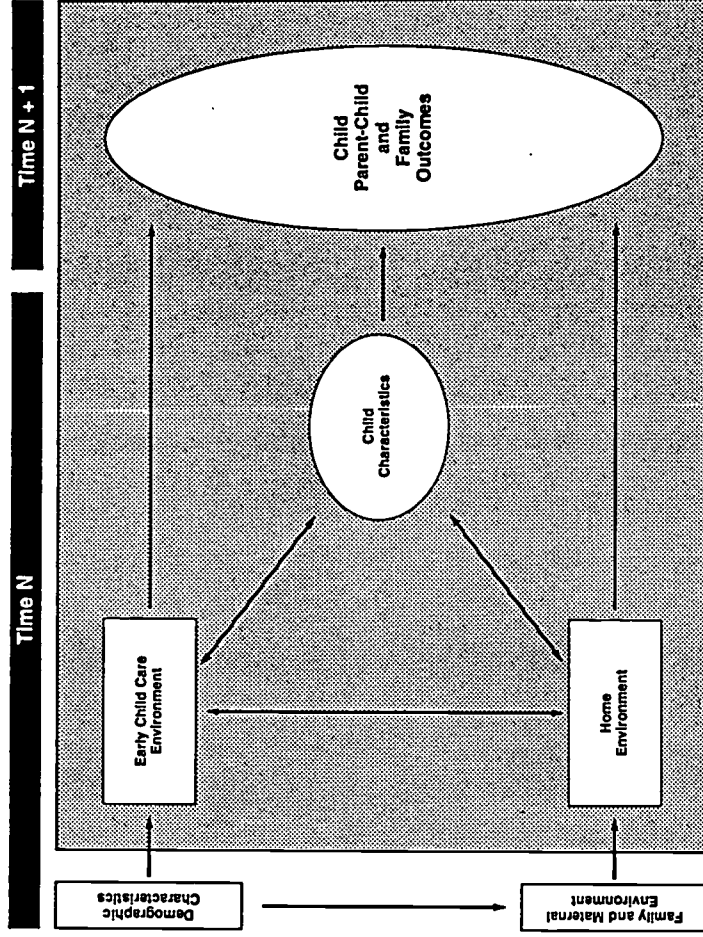 Time N
Time N + 1
Demographic
Characteristics
Family and Maternal
Environment
Early Child Care
Environment
Home
Environment
Child
Characteristics
Child
Parent-Child
and
Family
Outcomes